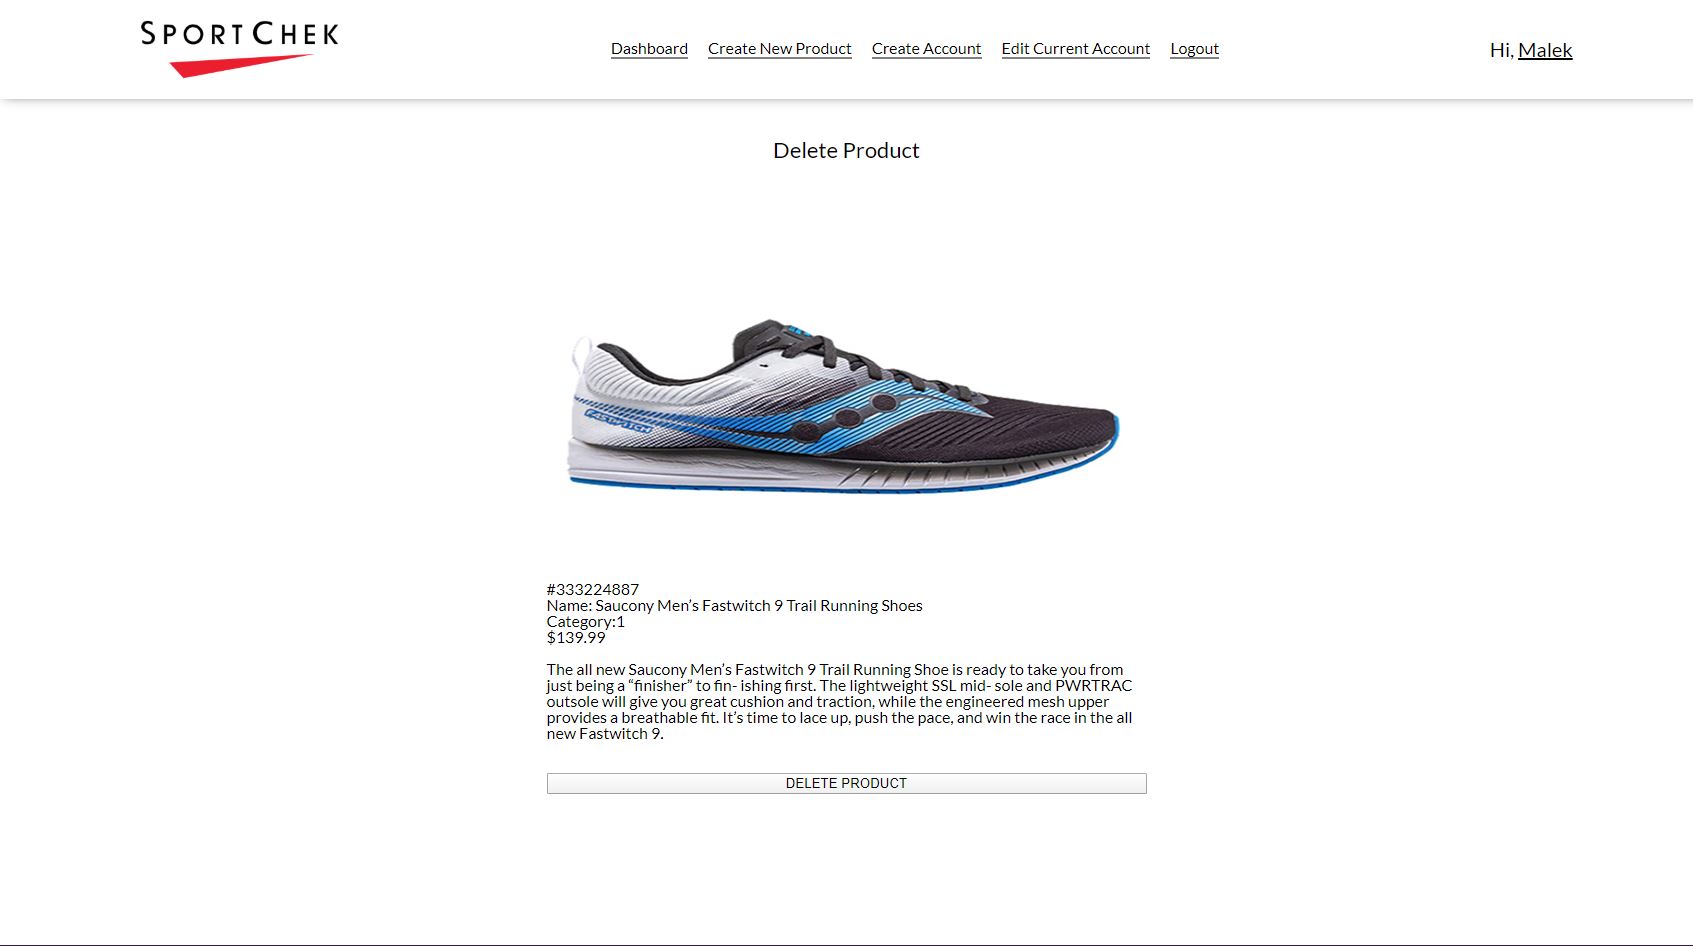 SPORT CHEK
Dashboard Create New Product Create Account Edit Current Account Logout
Hi, Malek
Delete Product
FASTWITCH
#333224887
Name: Saucony Men’s Fastwitch 9 Trail Running Shoes
Category:1
$139.99
The all new Saucony Men’s Fastwitch 9 Trail Running Shoe is ready to take you from
just being a “finisher” to fin- ishing first. The lightweight SSL mid- sole and PWRTRAC
outsole will give you great cushion and traction, while the engineered mesh upper
provides a breathable fit. It’s time to lace up, push the pace, and win the race in the all
new Fastwitch 9.
DELETE PRODUCT